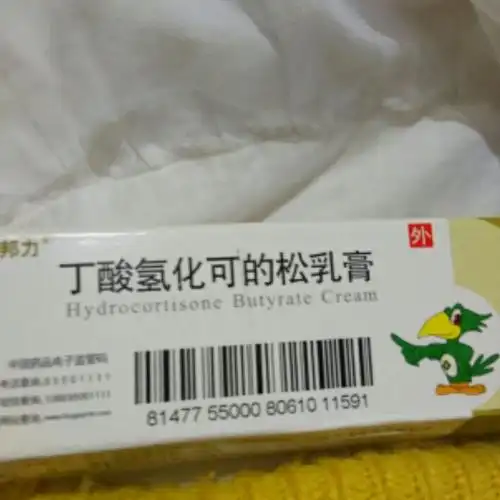 邦力®
外
丁酸氢化可的松乳膏
Hydrocortisone Butyrate Cream
中国药品电子监管码
81477 55000 80610 11591